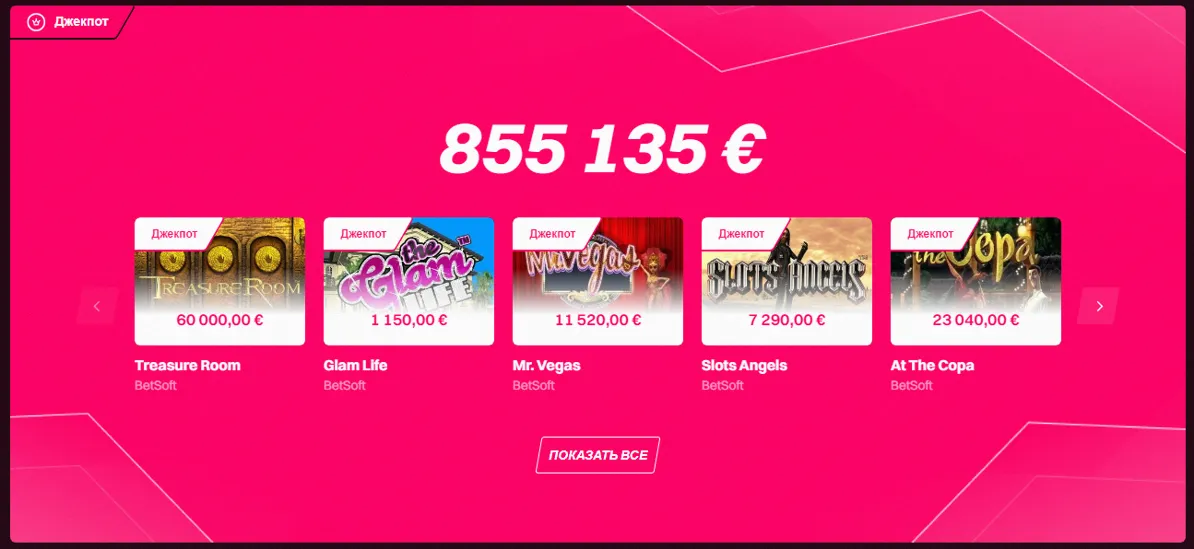 Джекпот
855 135 €
Джекпот
TREASURE ROOM
60 000,00 €
Treasure Room
BetSoft
Джекпот
the Glam LIFE™
1 150,00 €
Glam Life
BetSoft
Джекпот
Mr. Vegas
11 520,00 €
Mr. Vegas
BetSoft
Джекпот
SLOTS ANGELS
7 290,00 €
Slots Angels
BetSoft
Джекпот
the Copa
23 040,00 €
At The Copa
BetSoft
ПОКАЗАТЬ ВСЕ